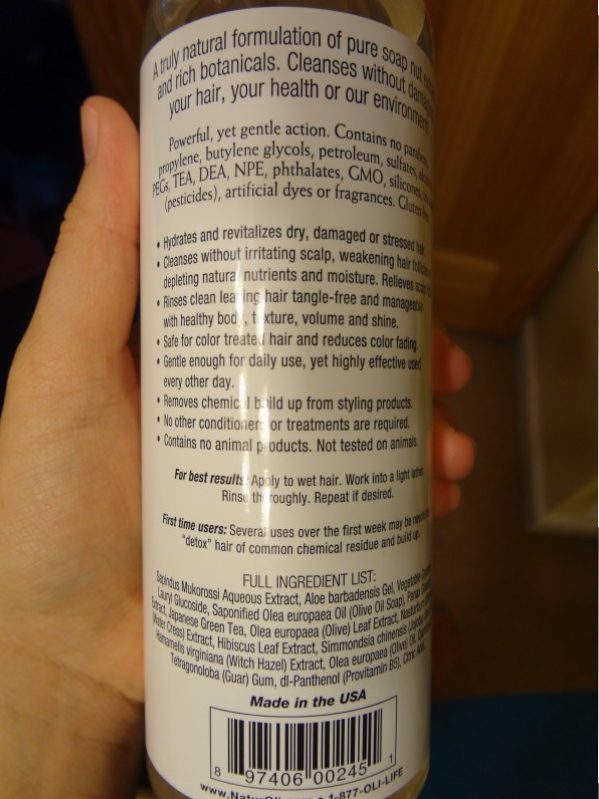 A truly natural formulation of pure soap nut
and rich botanicals. Cleanses without
your hair, your health or our environment
Powerful, yet gentle action. Contains no
propylene, butylene glycols, petroleum, sulfates,
PEGs, TEA, DEA, NPE, phthalates, GMO, silicones,
(pesticides), artificial dyes or fragrances. Gluten
• Hydrates and revitalizes dry, damaged or stressed hair.
• Cleanses without irritating scalp, weakening hair
depleting natural nutrients and moisture. Relieves
• Rinses clean leaving hair tangle-free and manageable
with healthy body, texture, volume and shine.
• Safe for color treated hair and reduces color fading.
• Gentle enough for daily use, yet highly effective used
every other day.
• Removes chemical build up from styling products.
• No other conditioners or treatments are required.
• Contains no animal products. Not tested on animals.
For best results: Apply to wet hair. Work into a light lather.
Rinse thoroughly. Repeat if desired.
First time users: Several uses over the first week may be needed
"detox" hair of common chemical residue and build up.
FULL INGREDIENT LIST:
Sapindus Mukorossi Aqueous Extract, Aloe barbadensis Gel,
Lauryl Glucoside, Saponified Olea europaea Oil (Olive Oil Soap), Panax
Extract, Japanese Green Tea, Olea europaea (Olive) Leaf Extract,
(Water Cress) Extract, Hibiscus Leaf Extract, Simmondsia chinensis
Hamamelis virginiana (Witch Hazel) Extract, Olea europaea (Olive) Oil,
Tetragonoloba (Guar) Gum, dl-Panthenol (Provitamin B5), Citric
Made in the USA
8 97406 00245 1
1-877-OLI-LIFE